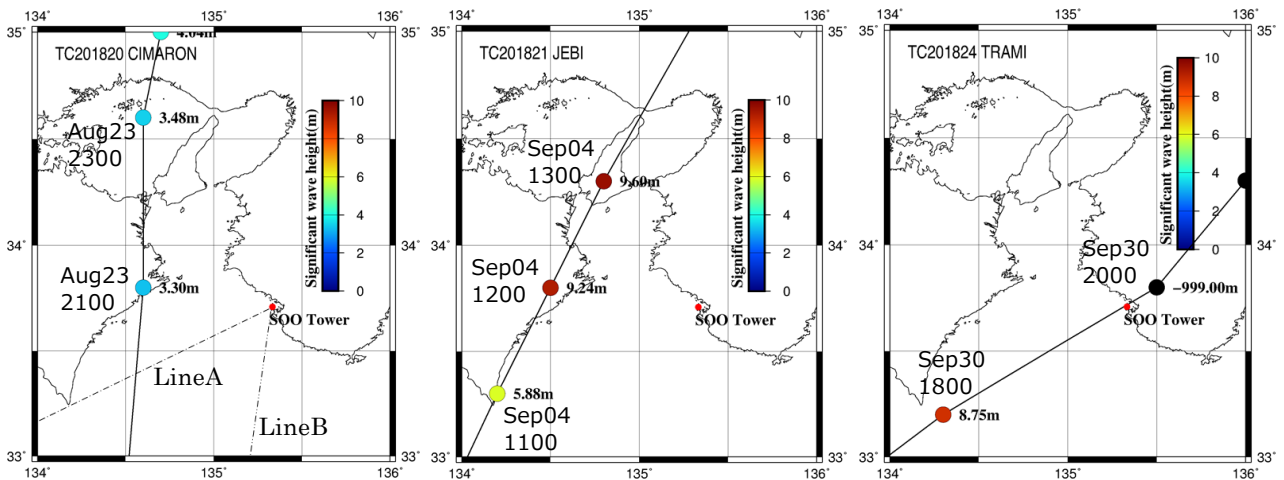 134° 135° 136°
35° 35°
4.64m
TC201820 CIMARON
10
8
6
4
2
0
Significant wave height(m)
3.48m
Aug23
2300
34° 34°
Aug23
2100
3.30m
SOO Tower
LineA
LineB
33° 33°
134° 135° 136°
134° 135° 136°
35° 35°
TC201821 JEBI
10
8
6
4
2
0
Significant wave height(m)
Sep04
1300
9.60m
34° 34°
Sep04
1200
9.24m
SOO Tower
5.88m
Sep04
1100
33° 33°
134° 135° 136°
134° 135° 136°
35° 35°
TC201824 TRAMI
10
8
6
4
2
0
Significant wave height(m)
34° 34°
Sep30
2000
−999.00m
SOO Tower
Sep30
1800
8.75m
33° 33°
134° 135° 136°